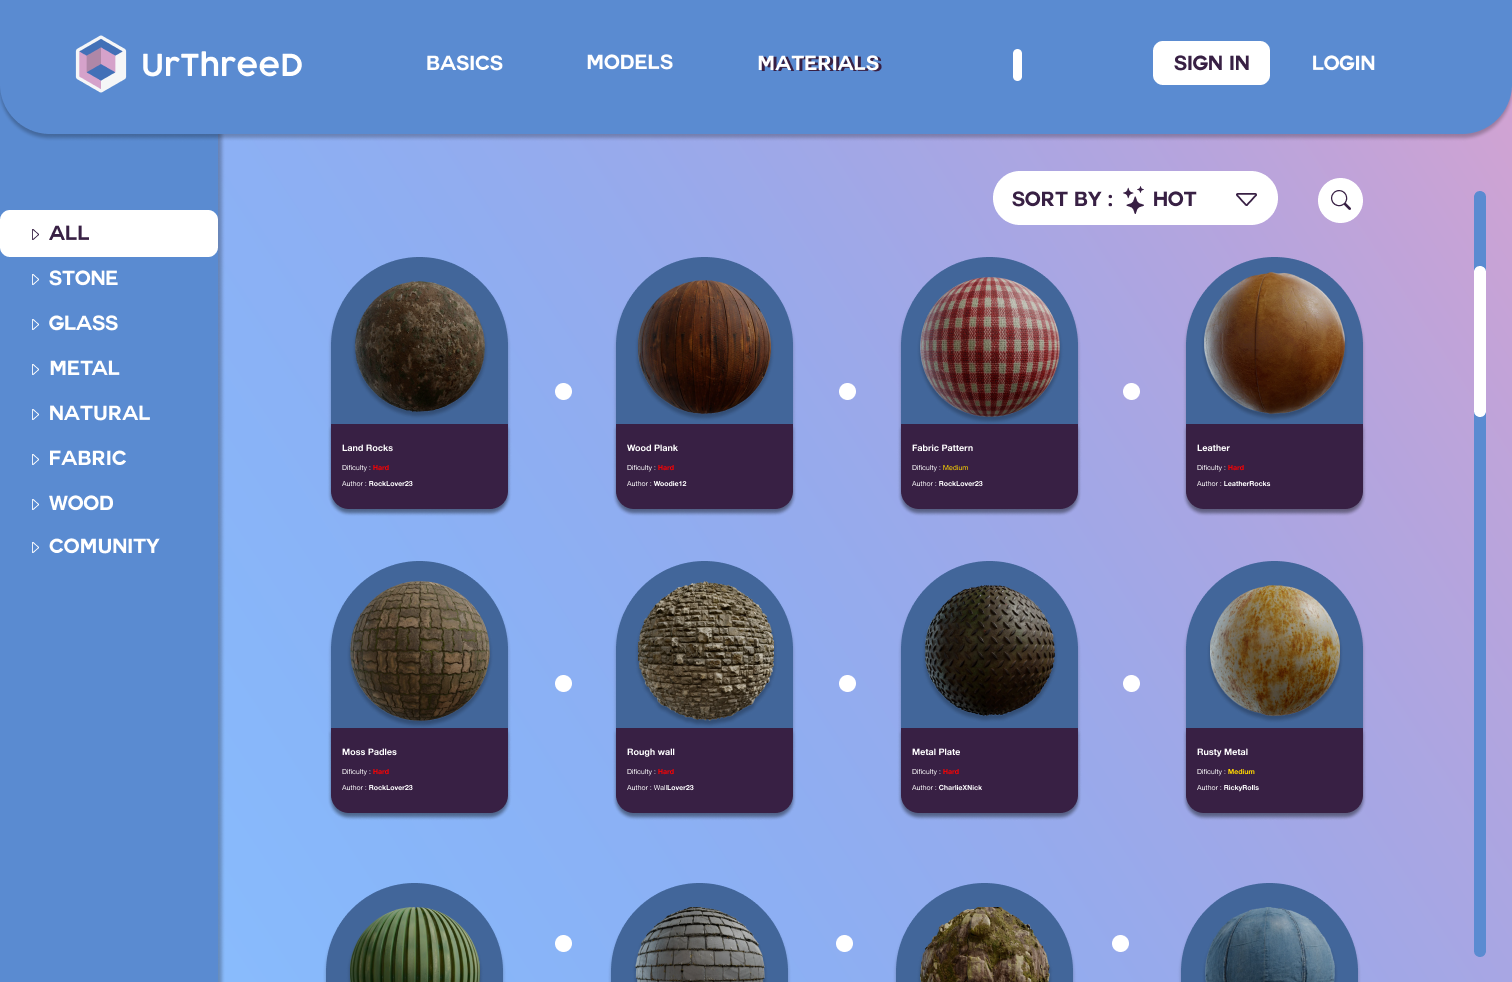 UrThreeD
BASICS
MODELS
MATERIALS
SIGN IN
LOGIN
SORT BY : HOT
ALL
STONE
GLASS
METAL
NATURAL
FABRIC
WOOD
COMUNITY
Land Rocks
Dificulty : Hard
Author : RockLover23
Wood Plank
Dificulty : Hard
Author : Woodie12
Fabric Pattern
Dificulty : Medium
Author : RockLover23
Leather
Dificulty : Hard
Author : LeatherRocks
Moss Padles
Dificulty : Hard
Author : RockLover23
Rough wall
Dificulty : Hard
Author : WallLover23
Metal Plate
Dificulty : Hard
Author : CharlieXNick
Rusty Metal
Dificulty : Medium
Author : RickyRolls